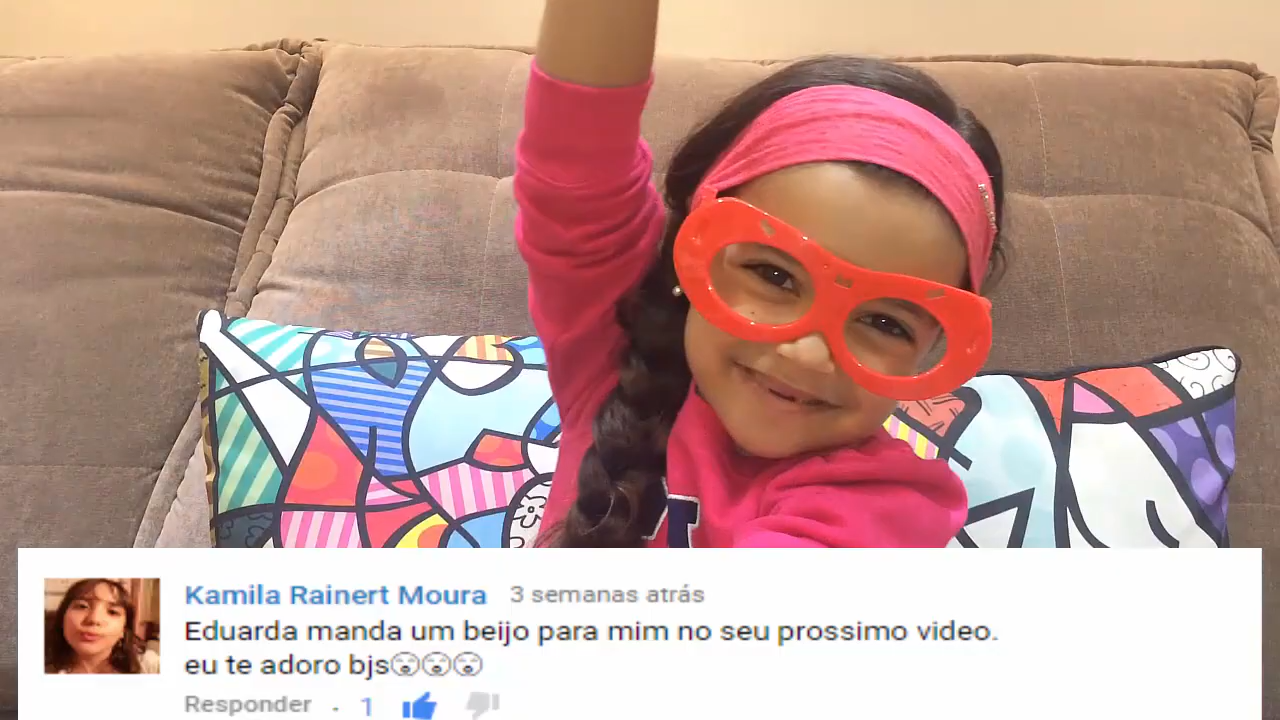 Kamila Rainert Moura 3 semanas atrás
Eduarda manda um beijo para mim no seu prossimo video.
eu te adoro bjs😚😚😚
Responder . 1